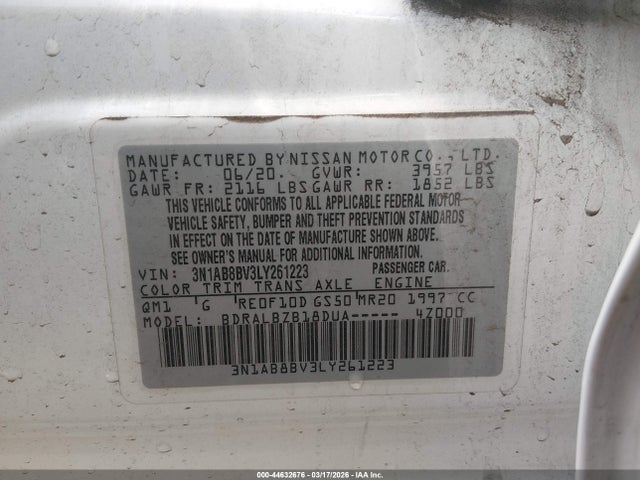 MANUFACTURED BY NISSAN MOTOR CO., LTD.
DATE: 06/20. GVWR: 3957 LBS
GAWR FR: 2116 LBS GAWR RR: 1852 LBS
THIS VEHICLE CONFORMS TO ALL APPLICABLE FEDERAL MOTOR
VEHICLE SAFETY, BUMPER AND THEFT PREVENTION STANDARDS
IN EFFECT ON THE DATE OF MANUFACTURE SHOWN ABOVE.
SEE OWNER'S MANUAL FOR ADDITIONAL INFORMATION.
VIN: 3N1AB8BV3LY261223 PASSENGER CAR.
COLOR TRIM TRANS AXLE ENGINE
QM1 G RE0F10D GS50 MR20 1997 CC
MODEL: BDRALBZB18DUA----- 4Z000
3N1AB8BV3LY261223
000-44632676 | 03/17/2026 | IAA Inc.